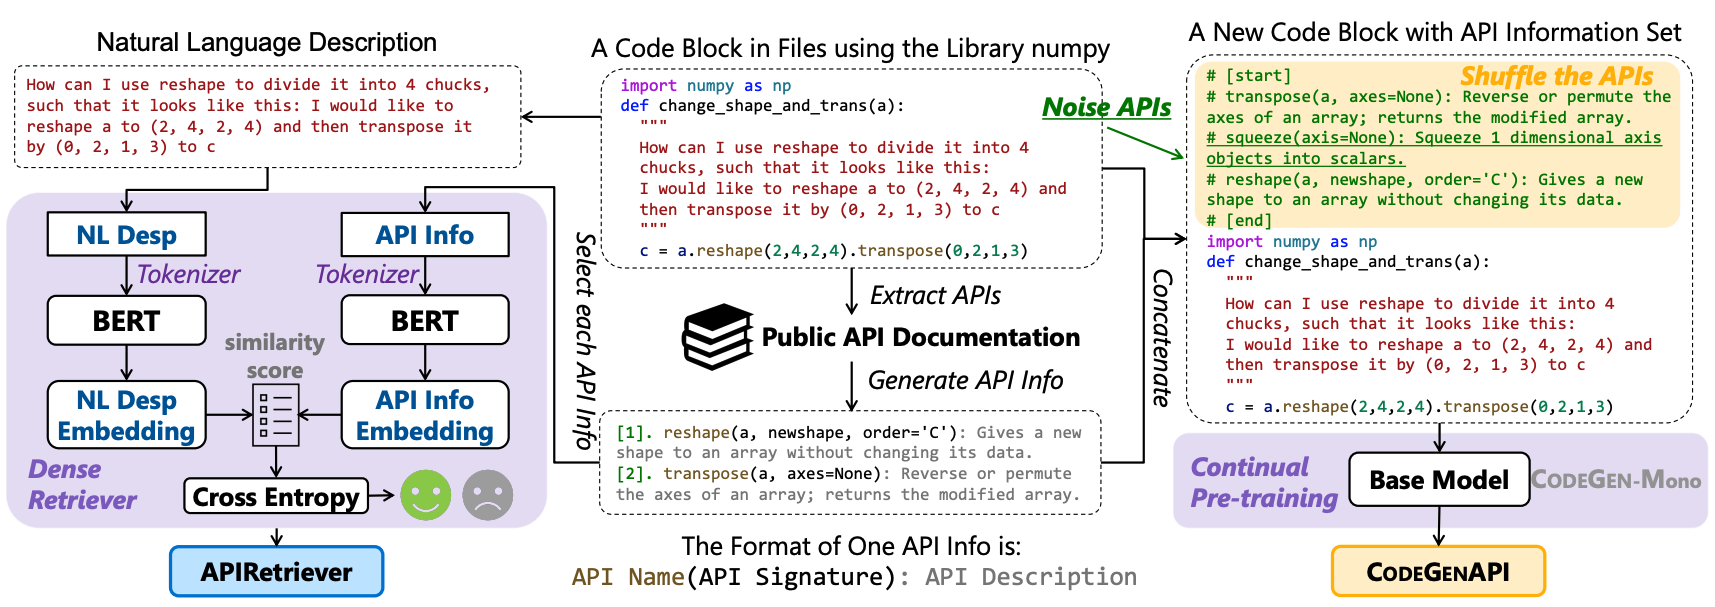 Natural Language Description
How can I use reshape to divide it into 4 chucks,
such that it looks like this: I would like to
reshape a to (2, 4, 2, 4) and then transpose it
by (0, 2, 1, 3) to c
NL Desp
API Info
Tokenizer
Tokenizer
BERT
BERT
similarity
score
NL Desp
Embedding
API Info
Embedding
Dense
Retriever
Cross Entropy
APIRetriever
Select each API Info
A Code Block in Files using the Library numpy
import numpy as np
def change_shape_and_trans(a):
"""
How can I use reshape to divide it into 4
chucks, such that it looks like this:
I would like to reshape a to (2, 4, 2, 4) and
then transpose it by (0, 2, 1, 3) to c
"""
c = a.reshape(2,4,2,4).transpose(0,2,1,3)
Extract APIs
Public API Documentation
Generate API Info
[1]. reshape(a, newshape, order='C'): Gives a new
shape to an array without changing its data.
[2]. transpose(a, axes=None): Reverse or permute
the axes of an array; returns the modified array.
The Format of One API Info is:
API Name(API Signature): API Description
Noise APIs
Concatenate
A New Code Block with API Information Set
Shuffle the APIs
# [start]
# transpose(a, axes=None): Reverse or permute the
axes of an array; returns the modified array.
# squeeze(axis=None): Squeeze 1 dimensional axis
objects into scalars.
# reshape(a, newshape, order='C'): Gives a new
shape to an array without changing its data.
# [end]
import numpy as np
def change_shape_and_trans(a):
"""
How can I use reshape to divide it into 4
chucks, such that it looks like this:
I would like to reshape a to (2, 4, 2, 4) and
then transpose it by (0, 2, 1, 3) to c
"""
c = a.reshape(2,4,2,4).transpose(0,2,1,3)
Continual
Pre-training
Base Model
CODEGEN-MONO
CODEGENAPI